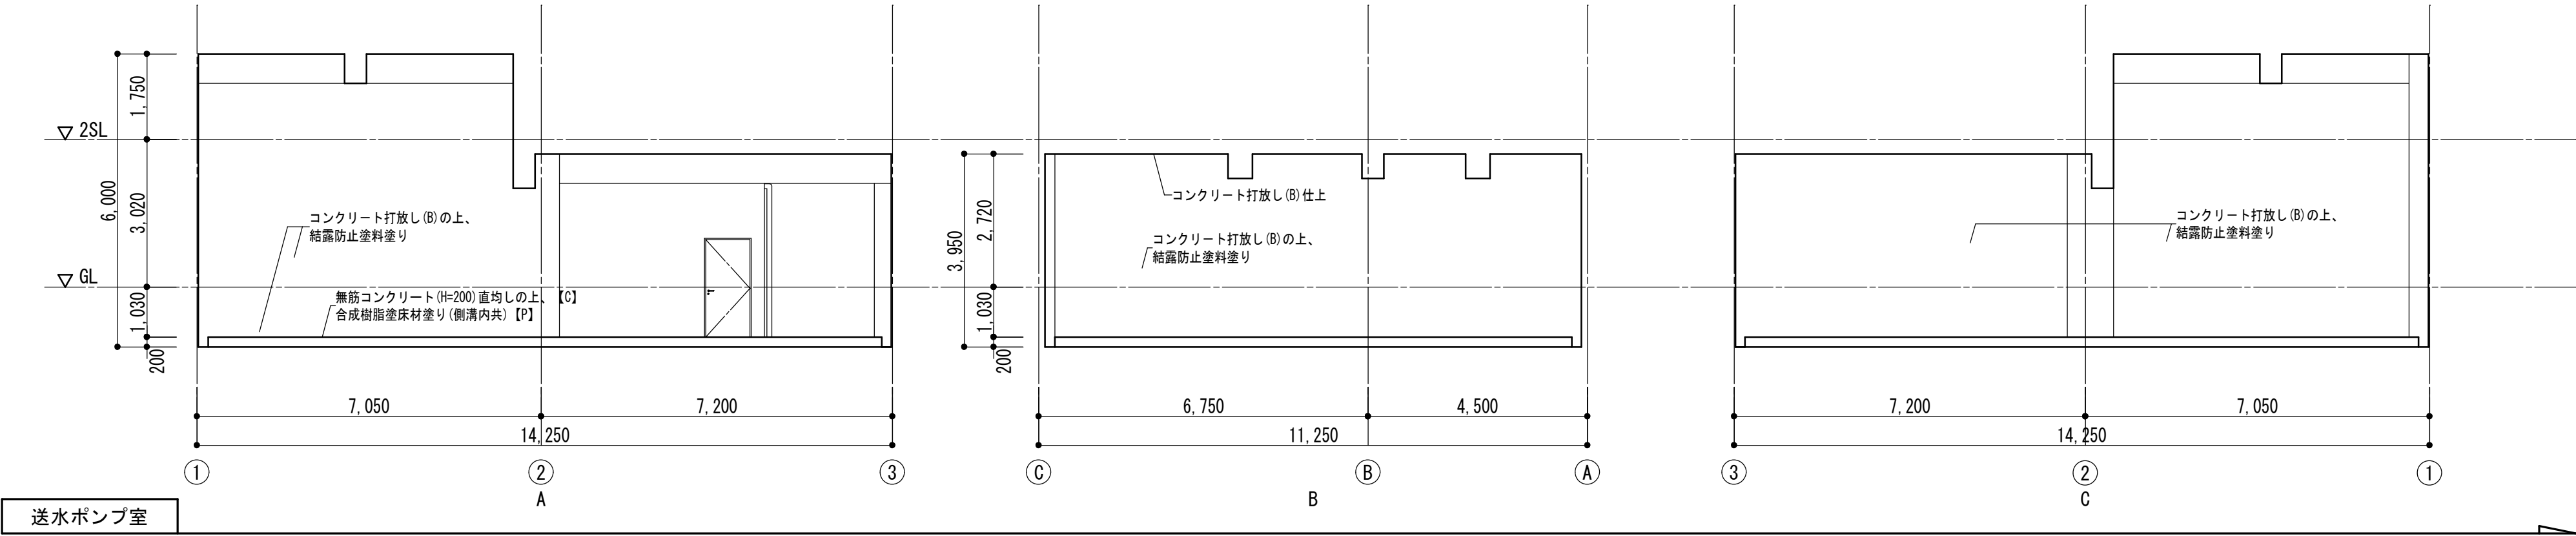 1,750
2SL
6,000
3,020
GL
1,030
200
コンクリート打放し(B)の上、
結露防止塗料塗り
無筋コンクリート(H=200)直均しの上、【C】
合成樹脂塗床材塗り(側溝内共)【P】
7,050
7,200
14,250
1
2
3
A
3,950
2,720
1,030
200
コンクリート打放し(B)仕上
コンクリート打放し(B)の上、
結露防止塗料塗り
6,750
4,500
11,250
C
B
A
B
コンクリート打放し(B)の上、
結露防止塗料塗り
7,200
7,050
14,250
3
2
1
C
送水ポンプ室